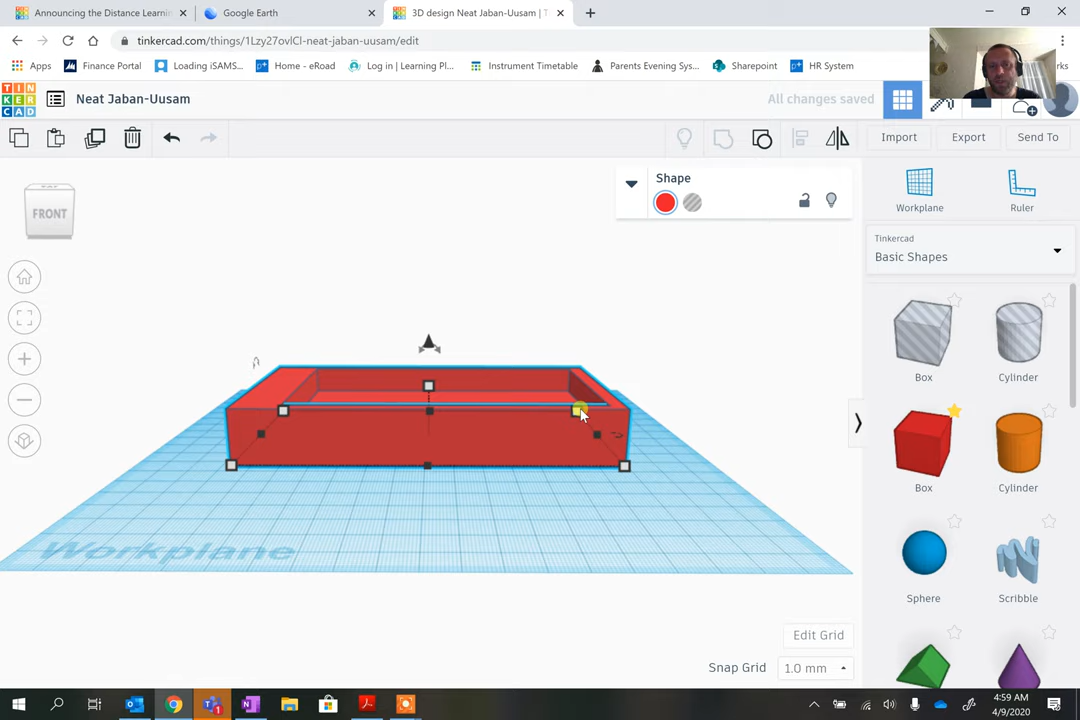 Announcing the Distance Learnin
Google Earth
3D design Neat Jaban-Uusam | T
tinkercad.com/things/1Lzy27ovlCl-neat-jaban-uusam/edit
Apps
Finance Portal
Loading iSAMS...
Home - eRoad
Log in | Learning Pl...
Instrument Timetable
Parents Evening Sys...
Sharepoint
HR System
TIN
KER
CAD
Neat Jaban-Uusam
All changes saved
Import
Export
Send To
Shape
FRONT
Workplane
Ruler
Tinkercad
Basic Shapes
Box
Cylinder
Box
Cylinder
Sphere
Scribble
Workplane
Edit Grid
Snap Grid
1.0 mm
4:59 AM
4/9/2020